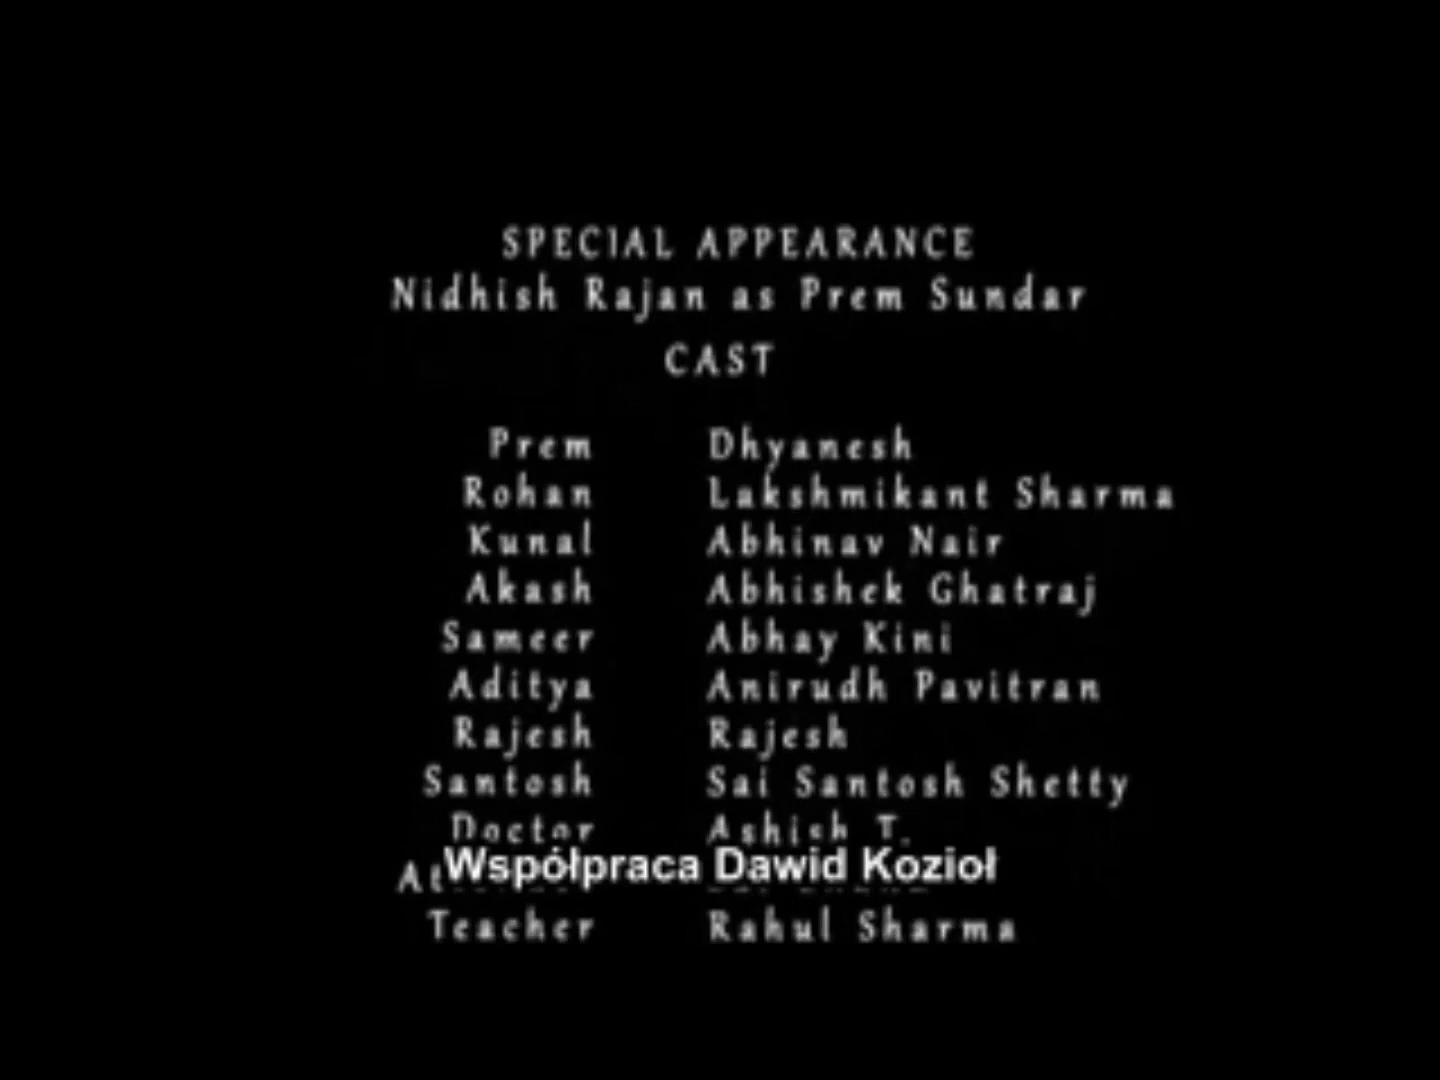 SPECIAL APPEARANCE
Nidhish Rajan as Prem Sundar
CAST
Prem Dhyanesh
Rohan Lakshmikant Sharma
Kunal Abhinav Nair
Akash Abhishek Ghatraj
Sameer Abhay Kini
Aditya Anirudh Pavitran
Rajesh Rajesh
Santosh Sai Santosh Shetty
Doctor Ashish T.
Współpraca Dawid Kozioł
Teacher Rahul Sharma